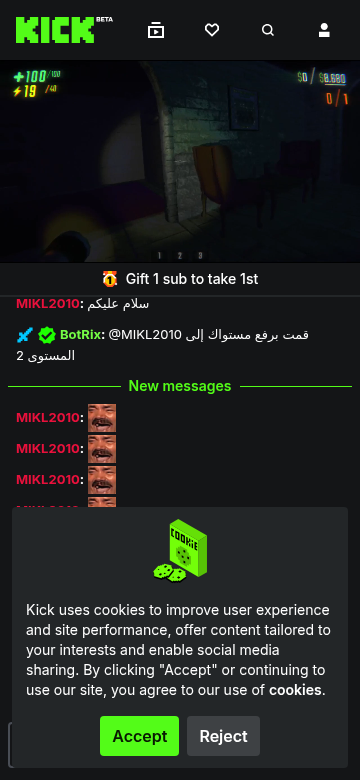 KICK BETA
+100/100
$0/$8,680
19 /40
0/1
1 2 3
Gift 1 sub to take 1st
MIKL2010: سلام عليكم
BotRix: @MIKL2010 قمت برفع مستواك إلى
المستوى 2
New messages
MIKL2010:
MIKL2010:
MIKL2010:
COOKIE
Kick uses cookies to improve user experience
and site performance, offer content tailored to
your interests and enable social media
sharing. By clicking "Accept" or continuing to
use our site, you agree to our use of cookies.
Accept
Reject